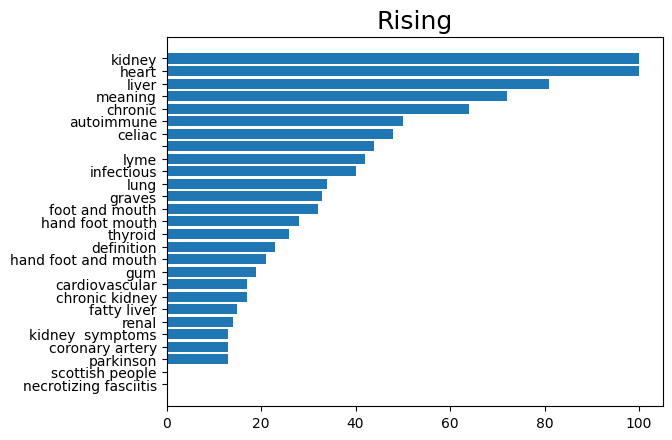 Rising
kidney
heart
liver
meaning
chronic
autoimmune
celiac
lyme
infectious
lung
graves
foot and mouth
hand foot mouth
thyroid
definition
hand foot and mouth
gum
cardiovascular
chronic kidney
fatty liver
renal
kidney  symptoms
coronary artery
parkinson
scottish people
necrotizing fasciitis
0 20 40 60 80 100